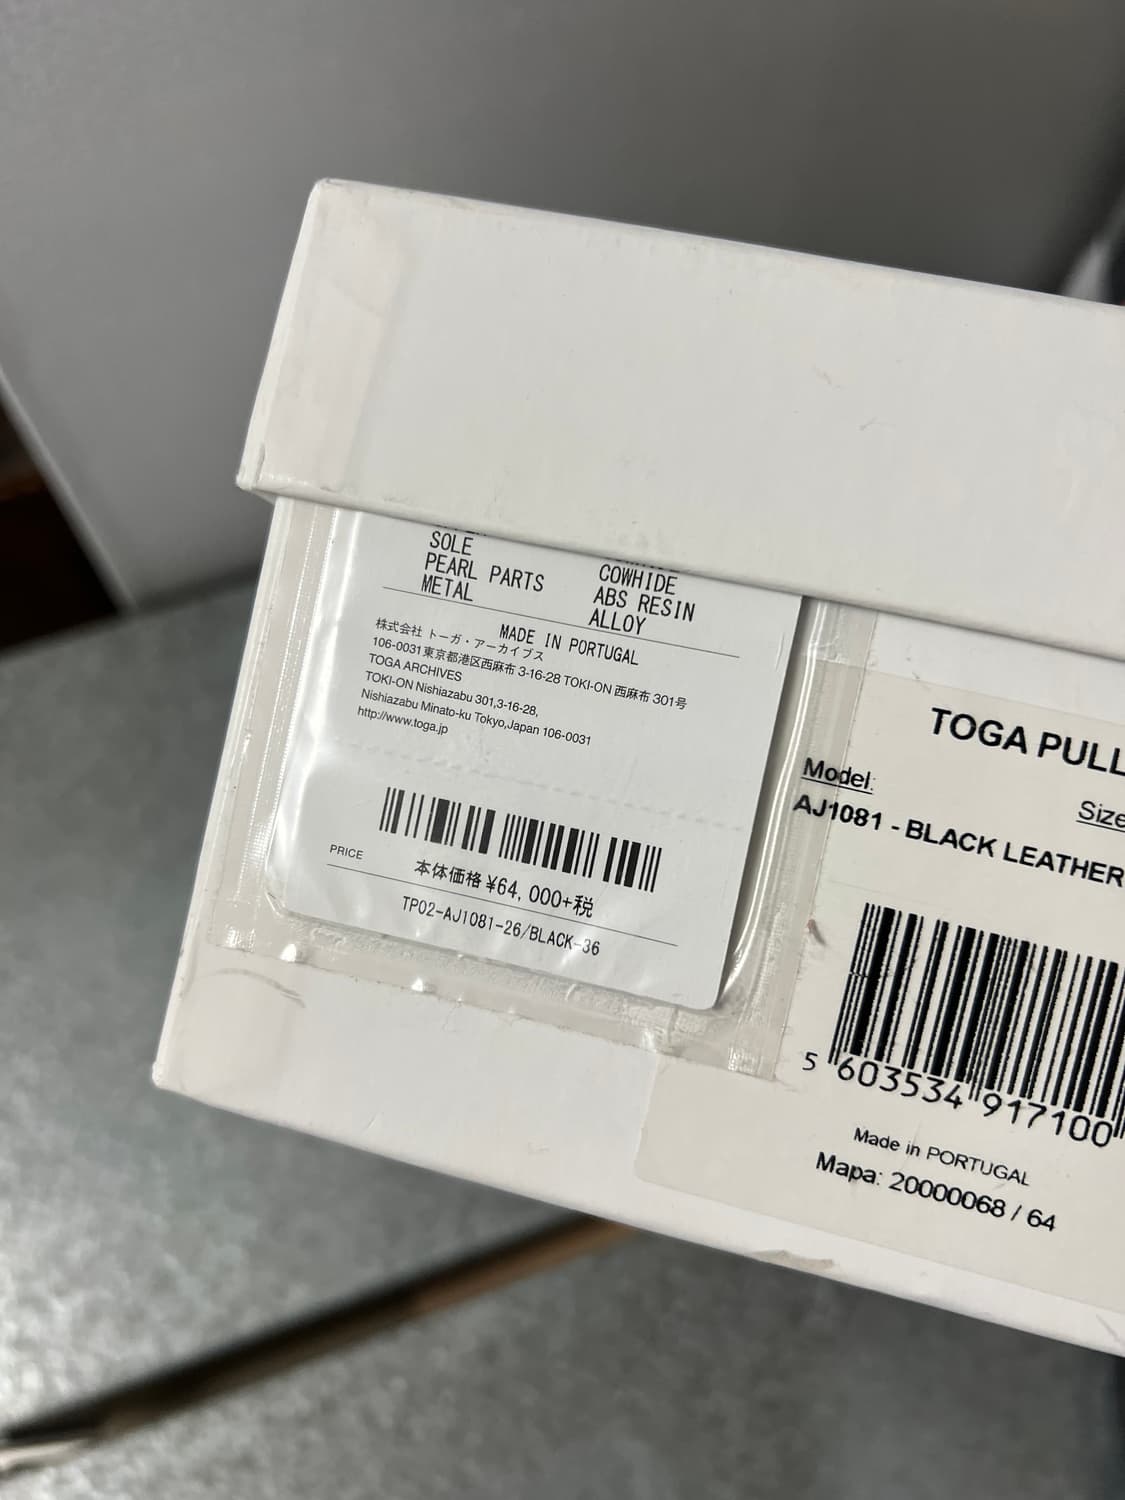 SOLE
PEARL PARTS
METAL
COWHIDE
ABS RESIN
ALLOY
MADE IN PORTUGAL
株式会社 トーガ・アーカイブス
106-0031 東京都港区西麻布 3-16-28 TOKI-ON 西麻布 301号
TOGA ARCHIVES
TOKI-ON Nishiazabu 301,3-16-28,
Nishiazabu Minato-ku Tokyo,Japan 106-0031
http://www.toga.jp
PRICE
本体価格 ¥64,000+税
TP02-AJ1081-26/BLACK-36
TOGA PULL
Model:
Size
AJ1081 - BLACK LEATHER
5 603534 917100
Made in PORTUGAL
Mapa: 20000068 / 64